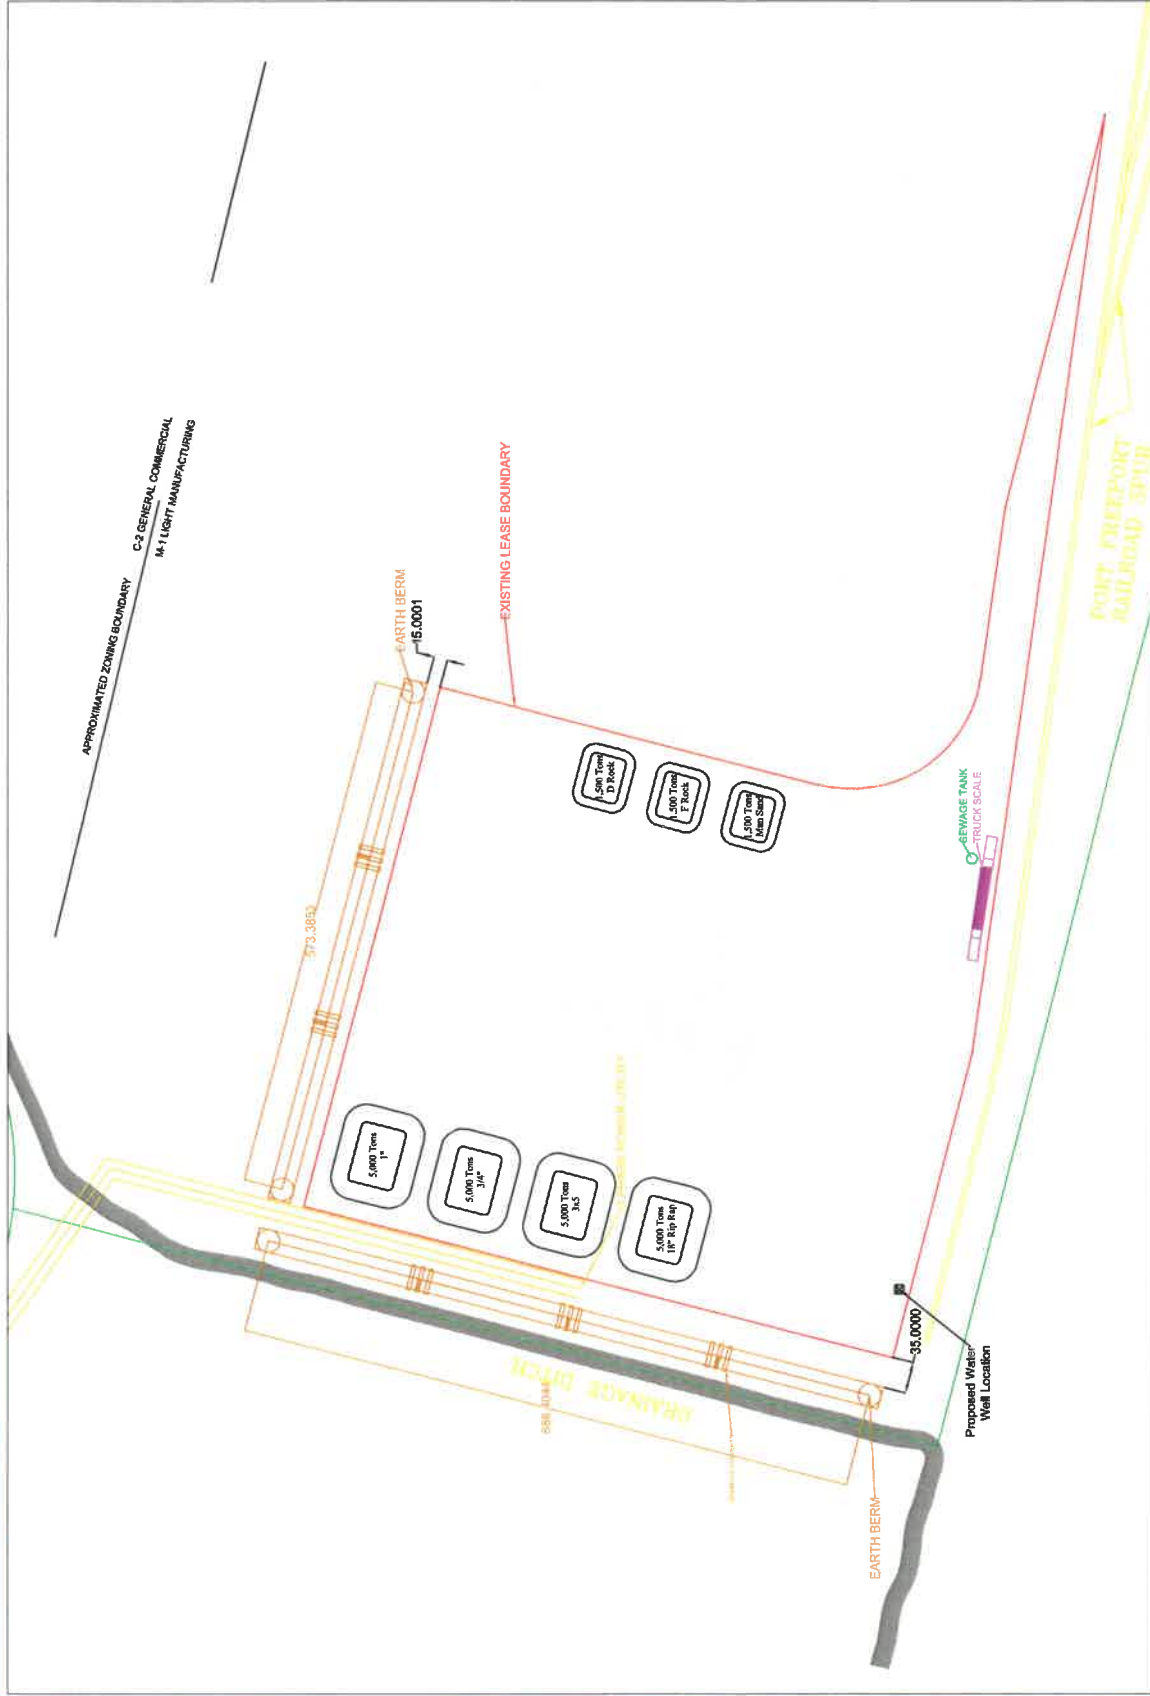 APPROXIMATED ZONING BOUNDARY
C-2 GENERAL COMMERCIAL
M-1 LIGHT MANUFACTURING
EARTH BERM
15.0001
EXISTING LEASE BOUNDARY
573.3852
1,500 Tons
D Rock
1,500 Tons
F Rock
1,500 Tons
Man Sand
SEWAGE TANK
TRUCK SCALE
PORT FREEPORT
RAILROAD SPUR
5,000 Tons
1"
5,000 Tons
3/4"
5,000 Tons
3x5
5,000 Tons
18" Rip Rap
DRAINAGE DITCH
35.0000
Proposed Water
Well Location
EARTH BERM